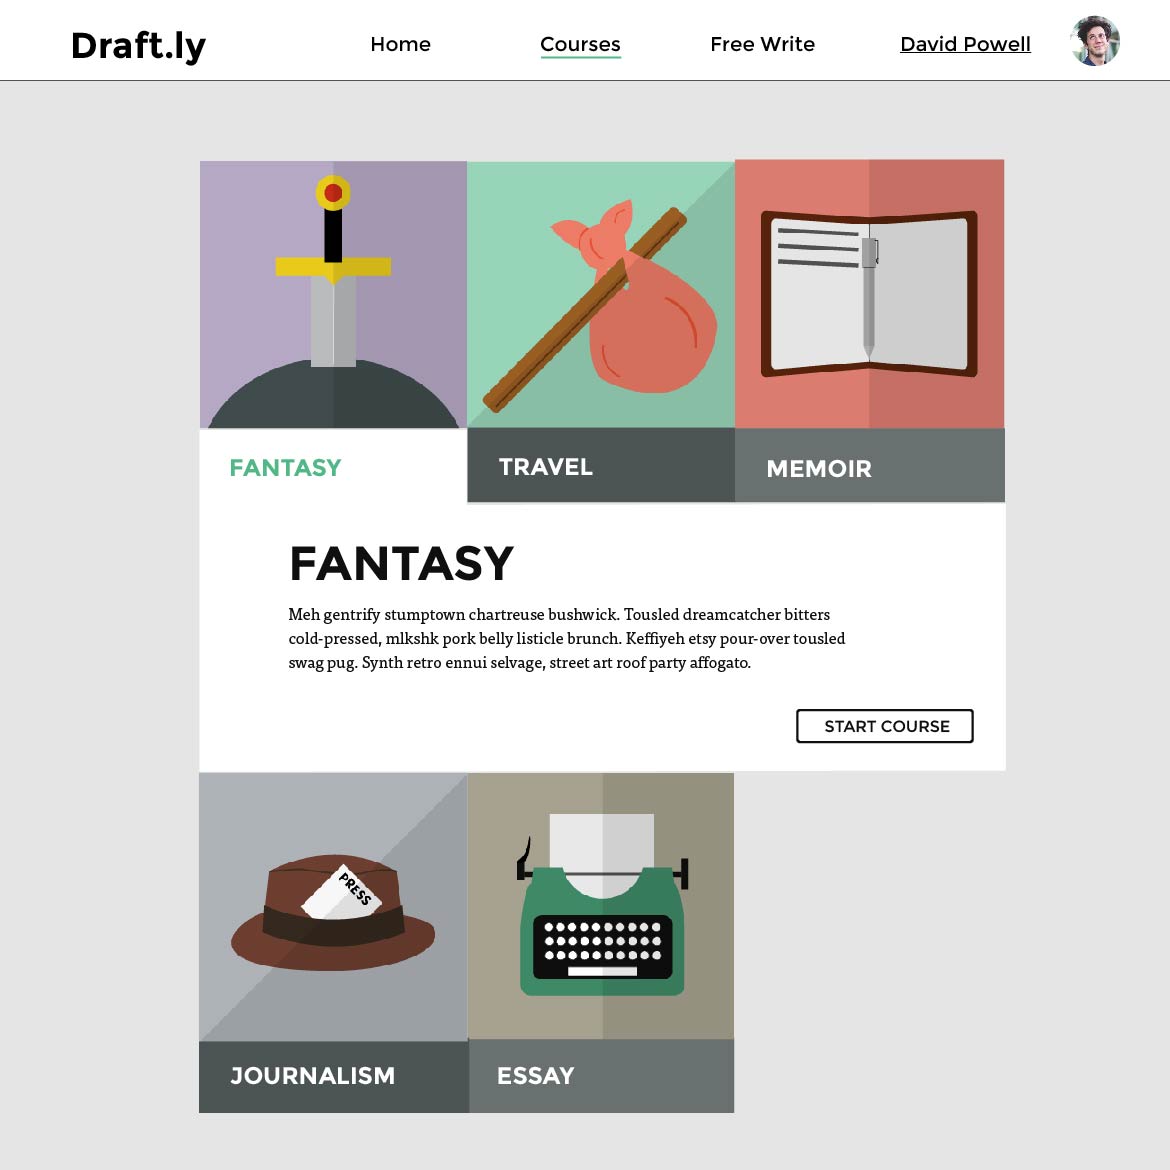 Draft.ly
Home
Courses
Free Write
David Powell
FANTASY
TRAVEL
MEMOIR
FANTASY
Meh gentrify stumptown chartreuse bushwick. Tousled dreamcatcher bitters
cold-pressed, mlkshk pork belly listicle brunch. Keffiyeh etsy pour-over tousled
swag pug. Synth retro ennui selvage, street art roof party affogato.
START COURSE
PRESS
JOURNALISM
ESSAY